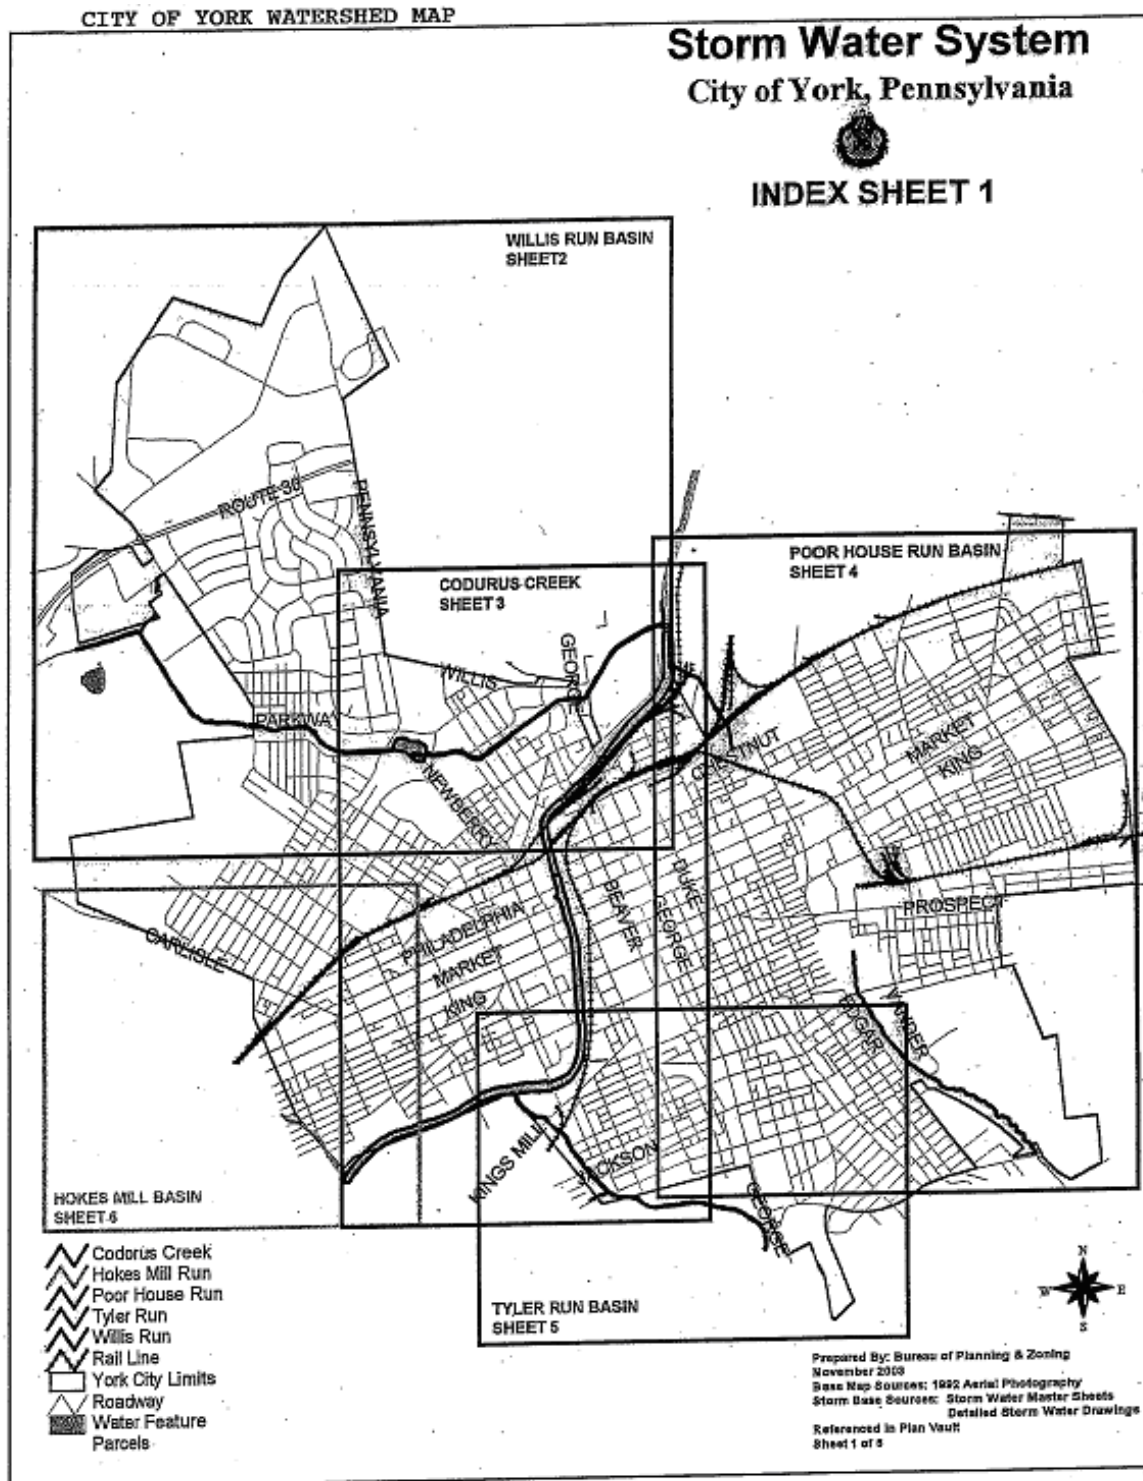 CITY OF YORK WATERSHED MAP
Storm Water System
City of York, Pennsylvania
INDEX SHEET 1
WILLIS RUN BASIN
SHEET2
ROUTE 30
PENNSYLVANIA
POOR HOUSE RUN BASIN
SHEET 4
CODURUS CREEK
SHEET 3
GEORGE
WILLIS
PARKWAY
NEWBERRY
CHESTNUT
MARKET
KING
DUKE
GEORGE
BEAVER
PROSPECT
PHILADELPHIA
MARKET
KING
CARLISLE
EDGAR
KINGS MILL
JACKSON
GEORGE
HOKES MILL BASIN
SHEET 6
TYLER RUN BASIN
SHEET 5
Codorus Creek
Hokes Mill Run
Poor House Run
Tyler Run
Willis Run
Rail Line
York City Limits
Roadway
Water Feature
Parcels
N
W
E
S
Prepared By: Bureau of Planning & Zoning
November 2003
Base Map Sources: 1992 Aerial Photography
Storm Base Sources: Storm Water Master Sheets
Detailed Storm Water Drawings
Referenced in Plan Vault
Sheet 1 of 6